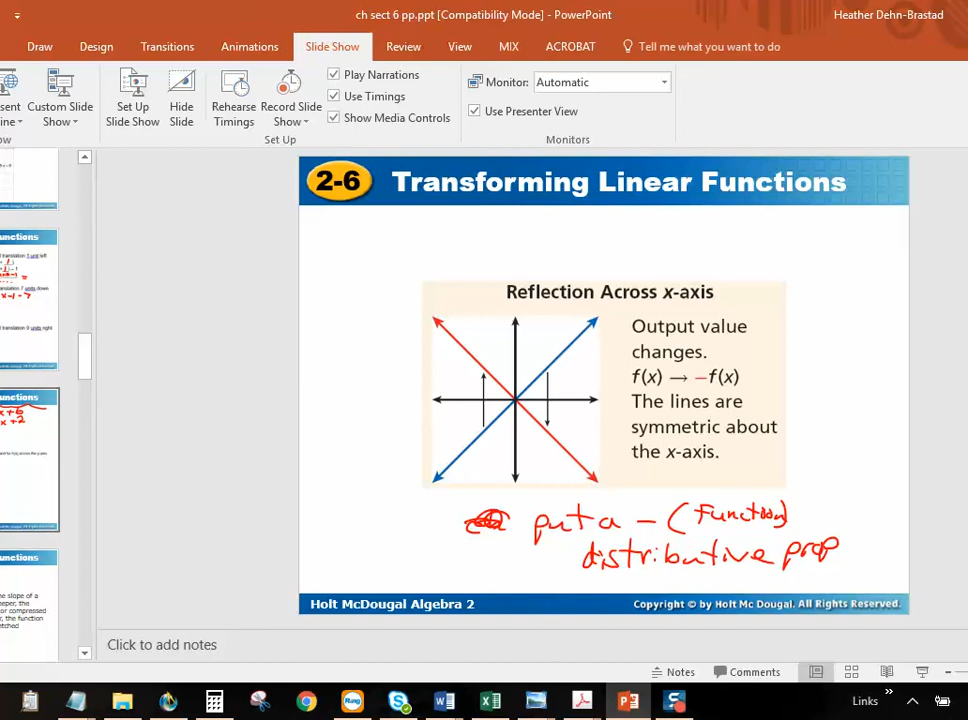 ch sect 6 pp.ppt [Compatibility Mode] - PowerPoint
Heather Dehn-Brastad
Draw Design Transitions Animations Slide Show Review View MIX ACROBAT Tell me what you want to do
Custom Slide Show
Set Up Slide Show
Hide Slide
Rehearse Timings
Record Slide Show
Play Narrations
Use Timings
Show Media Controls
Set Up
Monitor: Automatic
Use Presenter View
Monitors
2-6 Transforming Linear Functions
Reflection Across x-axis
Output value
changes.
f(x) → −f(x)
The lines are
symmetric about
the x-axis.
put a - (Function)
distributive prop
Holt McDougal Algebra 2
Copyright © by Holt Mc Dougal. All Rights Reserved.
Click to add notes
Notes Comments
Links